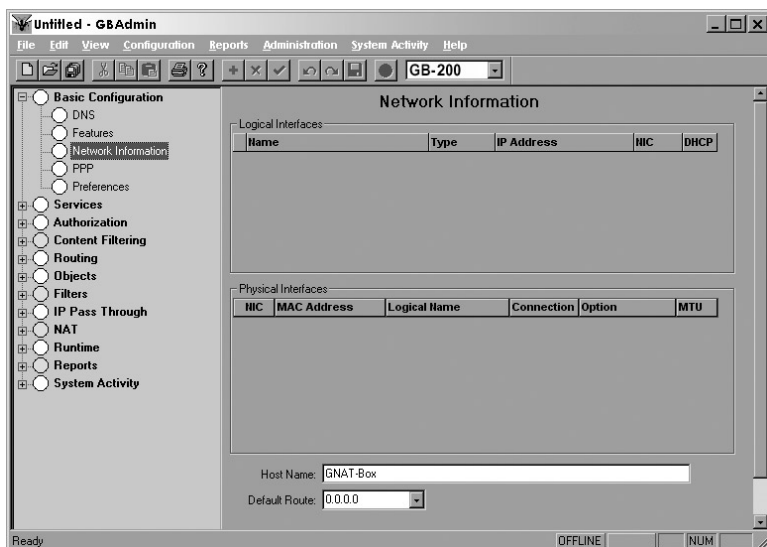 Untitled - GBAdmin
File Edit View Configuration Reports Administration System Activity Help
GB-200
Basic Configuration
DNS
Features
Network Information
PPP
Preferences
Services
Authorization
Content Filtering
Routing
Objects
Filters
IP Pass Through
NAT
Runtime
Reports
System Activity
Network Information
Logical Interfaces
Name Type IP Address NIC DHCP
Physical Interfaces
NIC MAC Address Logical Name Connection Option MTU
Host Name: GNAT-Box
Default Route: 0.0.0.0
Ready OFFLINE NUM